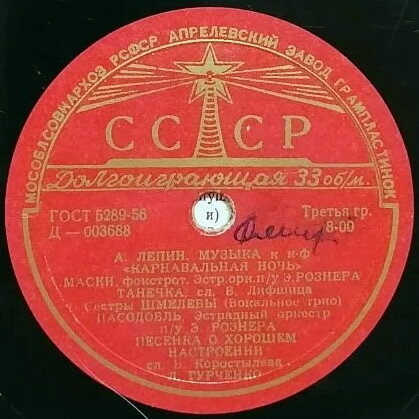 МОСОБЛСОВНАРХОЗ РСФСР АПРЕЛЕВСКИЙ ЗАВОД ГРАМПЛАСТИНОК
СССР
Долгоиграющая 33 об/м.
ГОСТ 5289-56
Третья гр.
Д — 003688
и)
8-00
А. ЛЕПИН. МУЗЫКА К К-Ф
«КАРНАВАЛЬНАЯ НОЧЬ»
МАСКИ, фокстрот. Эстр.орк.п/у Э.РОЗНЕРА
ТАНЕЧКА, сл. В. Лифшица
Сестры ШМЕЛЕВЫ (Вокальное трио)
ПАСОДОБЛЬ, Эстрадный оркестр
п/у Э. РОЗНЕРА
ПЕСЕНКА О ХОРОШЕМ
НАСТРОЕНИИ
сл. В. Коростылева
Л. ГУРЧЕНКО